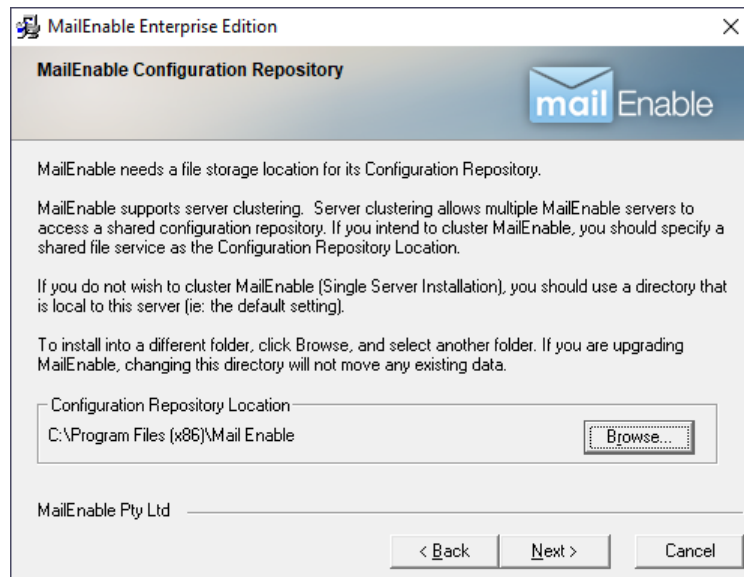 MailEnable Enterprise Edition
MailEnable Configuration Repository
mail Enable
MailEnable needs a file storage location for its Configuration Repository.
MailEnable supports server clustering. Server clustering allows multiple MailEnable servers to
access a shared configuration repository. If you intend to cluster MailEnable, you should specify a
shared file service as the Configuration Repository Location.
If you do not wish to cluster MailEnable (Single Server Installation), you should use a directory that
is local to this server (ie: the default setting).
To install into a different folder, click Browse, and select another folder. If you are upgrading
MailEnable, changing this directory will not move any existing data.
Configuration Repository Location
C:\Program Files (x86)\Mail Enable
Browse...
MailEnable Pty Ltd
< Back
Next >
Cancel